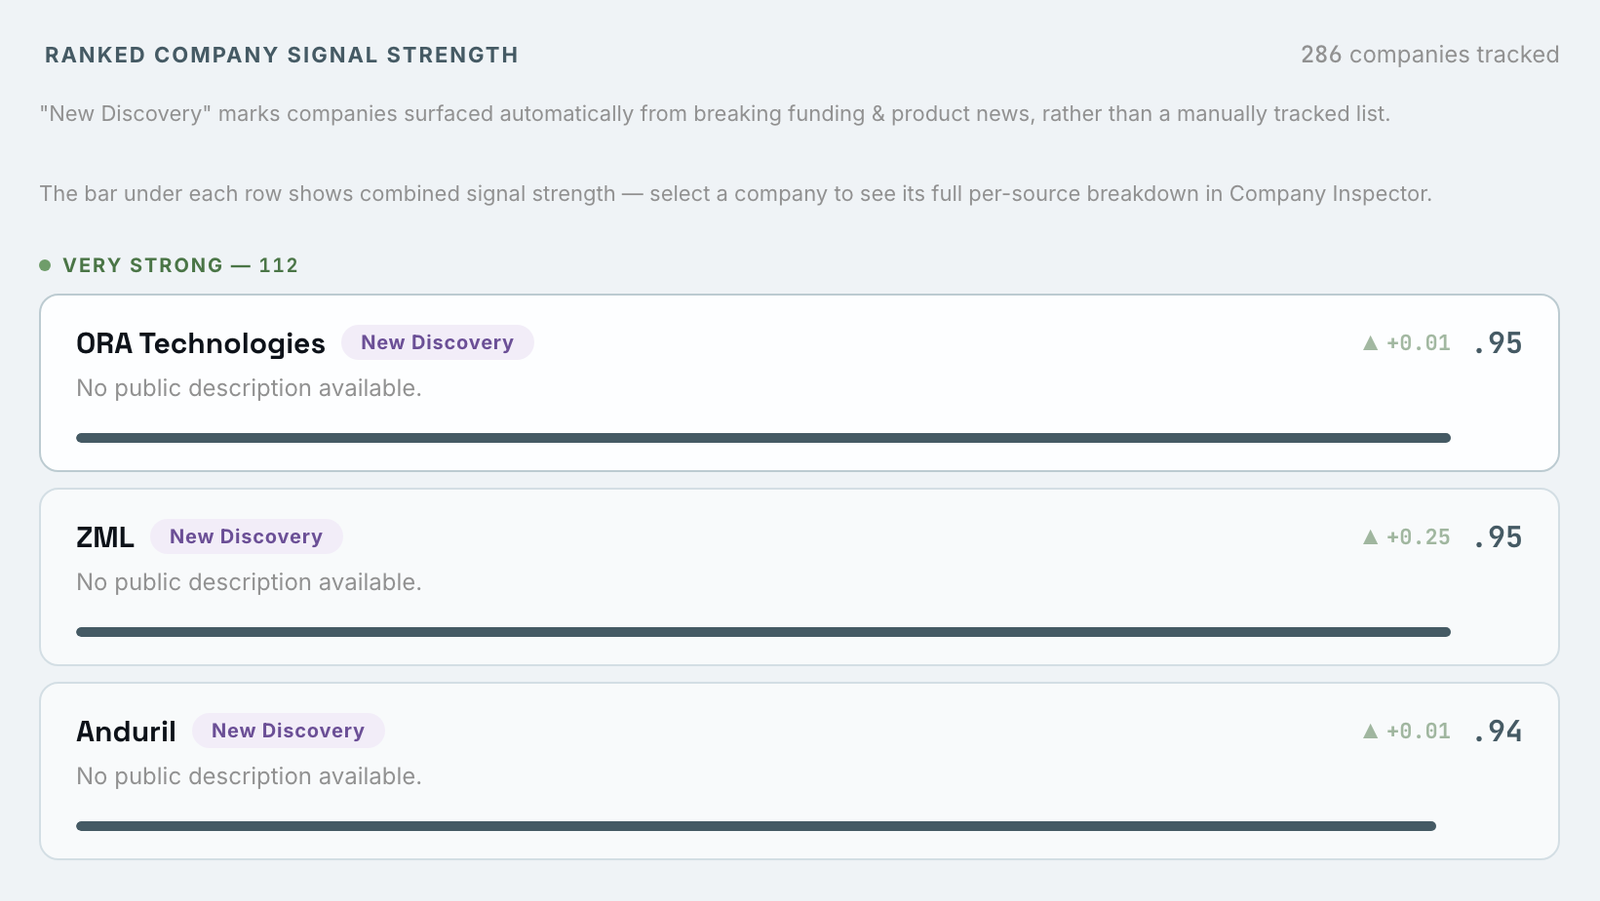 RANKED COMPANY SIGNAL STRENGTH
286 companies tracked
"New Discovery" marks companies surfaced automatically from breaking funding & product news, rather than a manually tracked list.
The bar under each row shows combined signal strength — select a company to see its full per-source breakdown in Company Inspector.
VERY STRONG — 112
ORA Technologies New Discovery ▲ +0.01 .95
No public description available.
ZML New Discovery ▲ +0.25 .95
No public description available.
Anduril New Discovery ▲ +0.01 .94
No public description available.